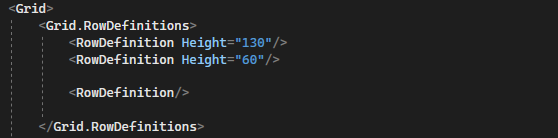 <Grid>
<Grid.RowDefinitions>
<RowDefinition Height="130"/>
<RowDefinition Height="60"/>
<RowDefinition/>
</Grid.RowDefinitions>